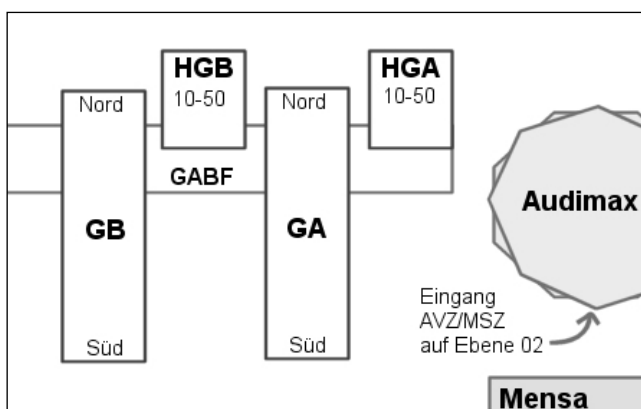 HGB
10-50
HGA
10-50
Nord
Nord
GABF
GB
GA
Audimax
Süd
Süd
Eingang
AVZ/MSZ
auf Ebene 02
Mensa